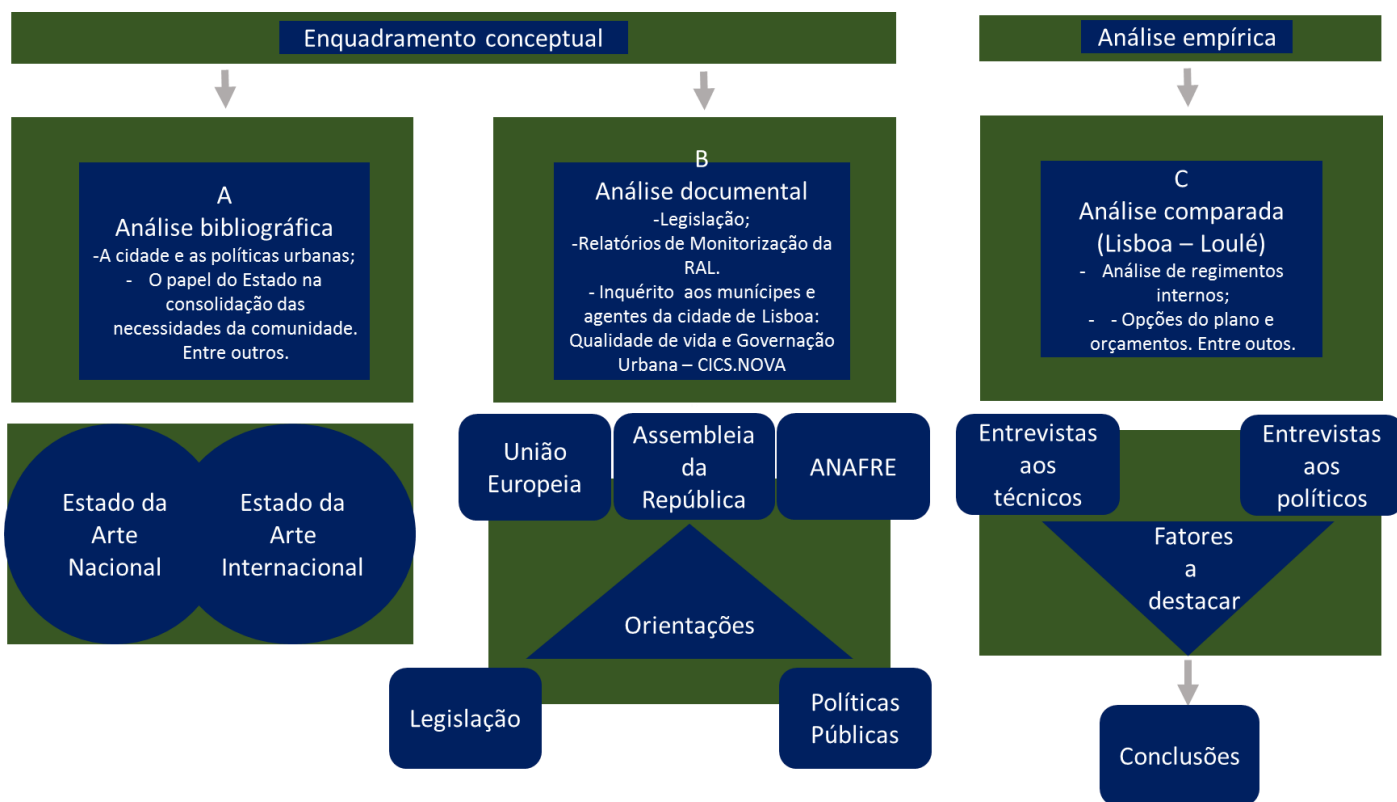 Enquadramento conceptual
Análise empírica
A
Análise bibliográfica
-A cidade e as políticas urbanas;
- O papel do Estado na
consolidação das
necessidades da comunidade.
Entre outros.
B
Análise documental
-Legislação;
-Relatórios de Monitorização da
RAL.
- Inquérito aos munícipes e
agentes da cidade de Lisboa:
Qualidade de vida e Governação
Urbana – CICS.NOVA
C
Análise comparada
(Lisboa – Loulé)
- Análise de regimentos
internos;
- - Opções do plano e
orçamentos. Entre outos.
Estado da
Arte
Nacional
Estado da
Arte
Internacional
União
Europeia
Assembleia
da
República
ANAFRE
Orientações
Legislação
Políticas
Públicas
Entrevistas
aos
técnicos
Entrevistas
aos
políticos
Fatores
a
destacar
Conclusões